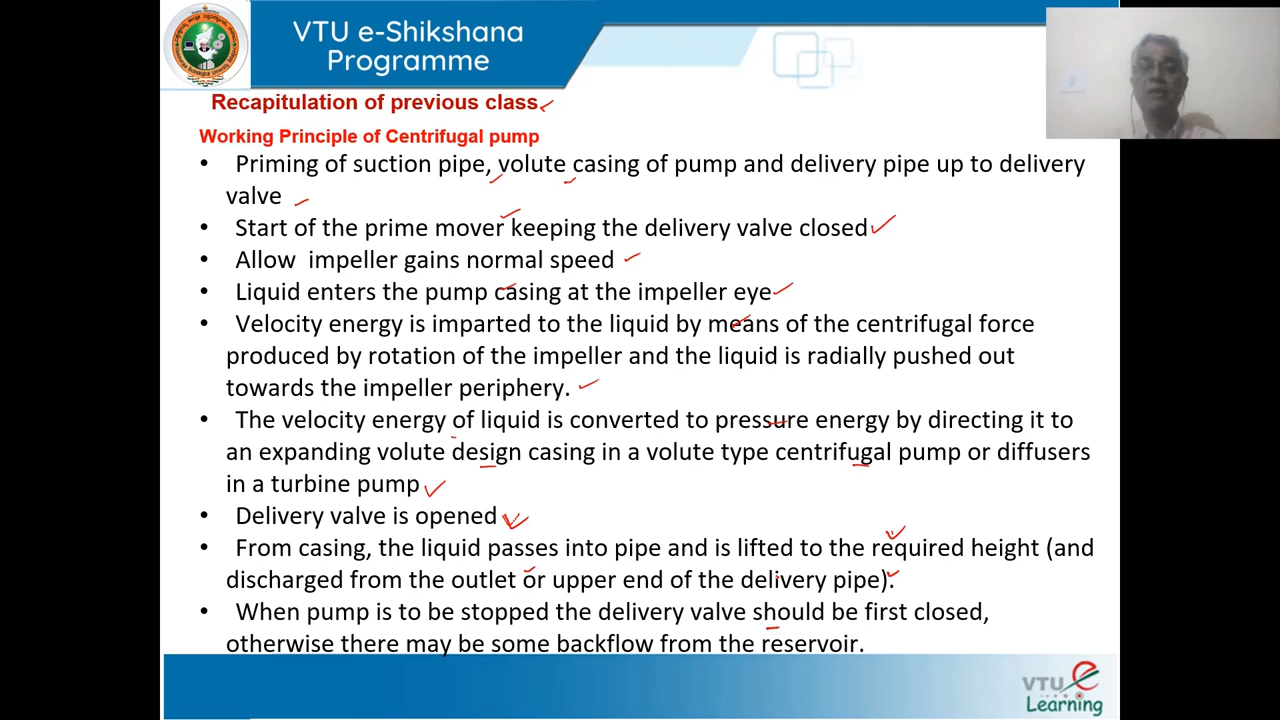 VTU e-Shikshana
Programme
Recapitulation of previous class
Working Principle of Centrifugal pump
• Priming of suction pipe, volute casing of pump and delivery pipe up to delivery
valve
• Start of the prime mover keeping the delivery valve closed
• Allow impeller gains normal speed
• Liquid enters the pump casing at the impeller eye
• Velocity energy is imparted to the liquid by means of the centrifugal force
produced by rotation of the impeller and the liquid is radially pushed out
towards the impeller periphery.
• The velocity energy of liquid is converted to pressure energy by directing it to
an expanding volute design casing in a volute type centrifugal pump or diffusers
in a turbine pump
• Delivery valve is opened
• From casing, the liquid passes into pipe and is lifted to the required height (and
discharged from the outlet or upper end of the delivery pipe).
• When pump is to be stopped the delivery valve should be first closed,
otherwise there may be some backflow from the reservoir.
VTU e
Learning